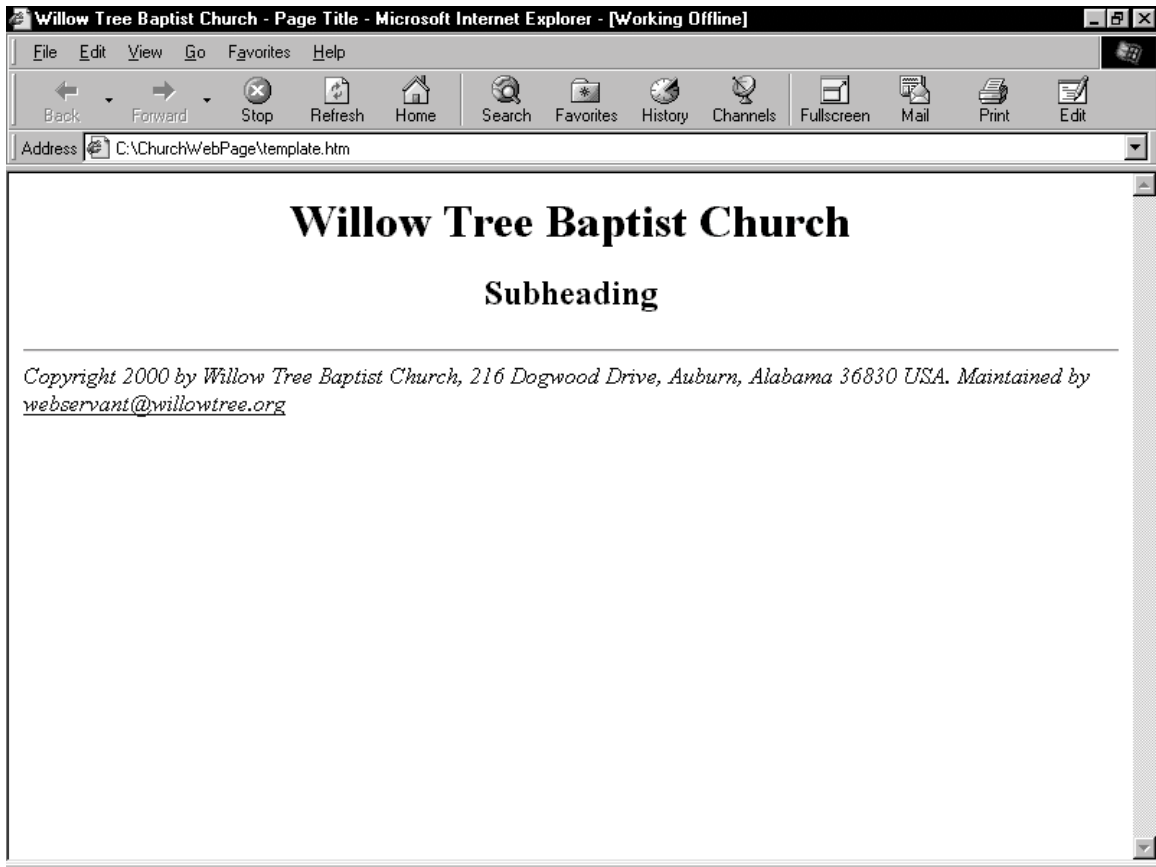 Willow Tree Baptist Church - Page Title - Microsoft Internet Explorer - [Working Offline]
File Edit View Go Favorites Help
Back Forward Stop Refresh Home Search Favorites History Channels Fullscreen Mail Print Edit
Address C:\ChurchWebPage\template.htm
Willow Tree Baptist Church
Subheading
Copyright 2000 by Willow Tree Baptist Church, 216 Dogwood Drive, Auburn, Alabama 36830 USA. Maintained by
webservant@willowtree.org